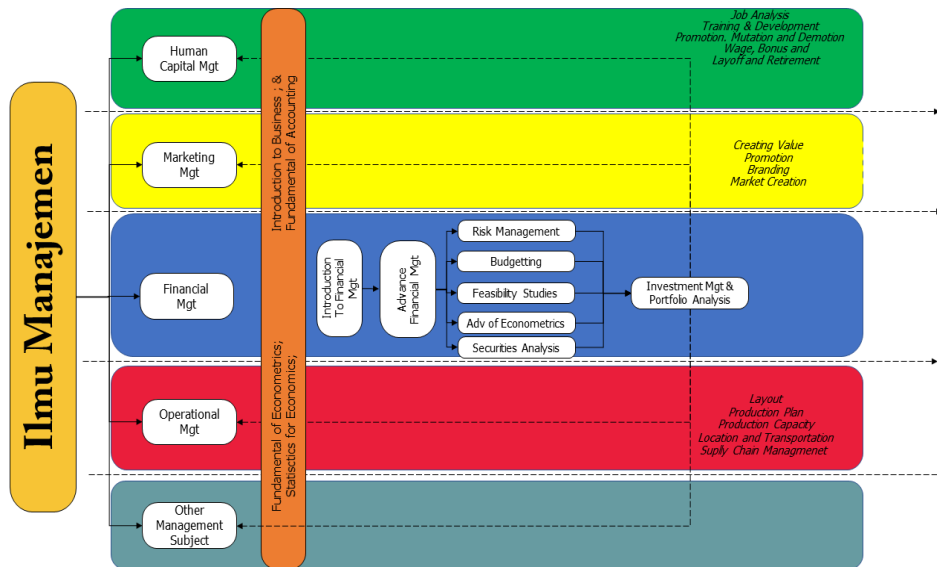 Ilmu Manajemen
Human
Capital Mgt
Introduction to Business ; &
Fundamental of Accounting
Job Analysis
Training & Development
Promotion. Mutation and Demotion
Wage, Bonus and
Layoff and Retirement
Marketing
Mgt
Creating Value
Promotion
Branding
Market Creation
Financial
Mgt
Introduction
To Financial
Mgt
Advance
Financial Mgt
Risk Management
Budgetting
Feasibility Studies
Adv of Econometrics
Securities Analysis
Investment Mgt &
Portfolio Analysis
Fundamental of Econometrics;
Statisctics for Economics;
Operational
Mgt
Layout
Production Plan
Production Capacity
Location and Transportation
Suplly Chain Managmenet
Other
Management
Subject